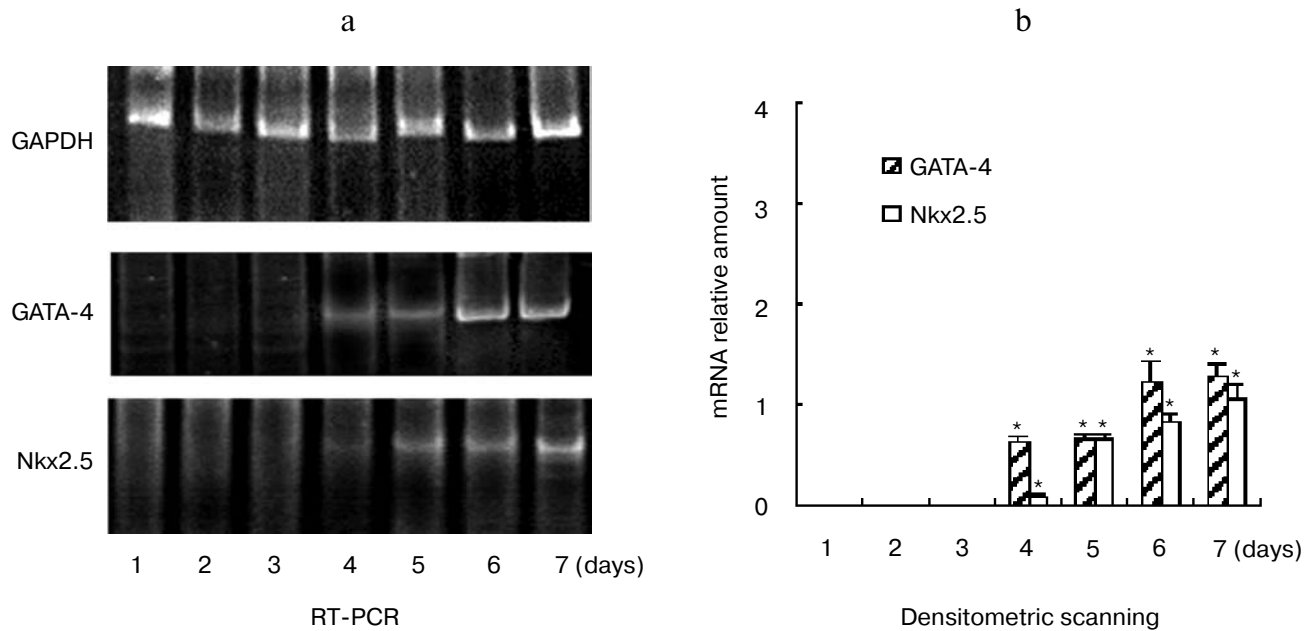 a
GAPDH
GATA-4
Nkx2.5
1 2 3 4 5 6 7 (days)
RT-PCR
b
mRNA relative amount
4
3
2
1
0
GATA-4
Nkx2.5
* * * * * * * *
1 2 3 4 5 6 7 (days)
Densitometric scanning